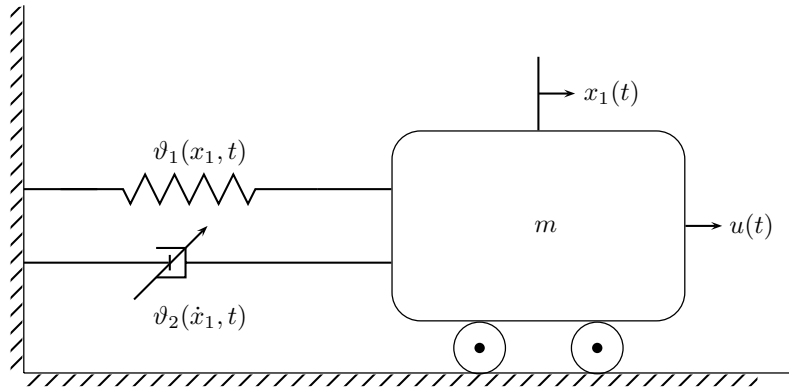 x₁(t)
ϑ₁(x₁, t)
m
u(t)
ϑ₂(ẋ₁, t)